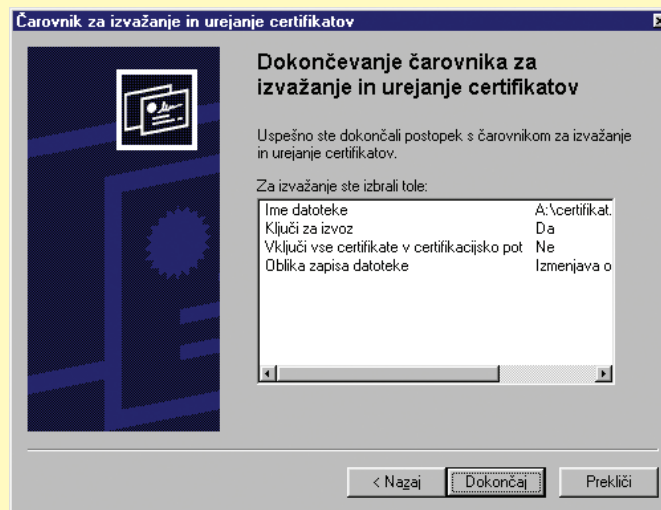 Čarovnik za izvažanje in urejanje certifikatov
Dokončevanje čarovnika za
izvažanje in urejanje certifikatov
Uspešno ste dokončali postopek s čarovnikom za izvažanje
in urejanje certifikatov.
Za izvažanje ste izbrali tole:
Ime datoteke A:\certifikat.
Ključi za izvoz Da
Vključi vse certifikate v certifikacijsko pot Ne
Oblika zapisa datoteke Izmenjava o
< Nazaj Dokončaj Prekliči